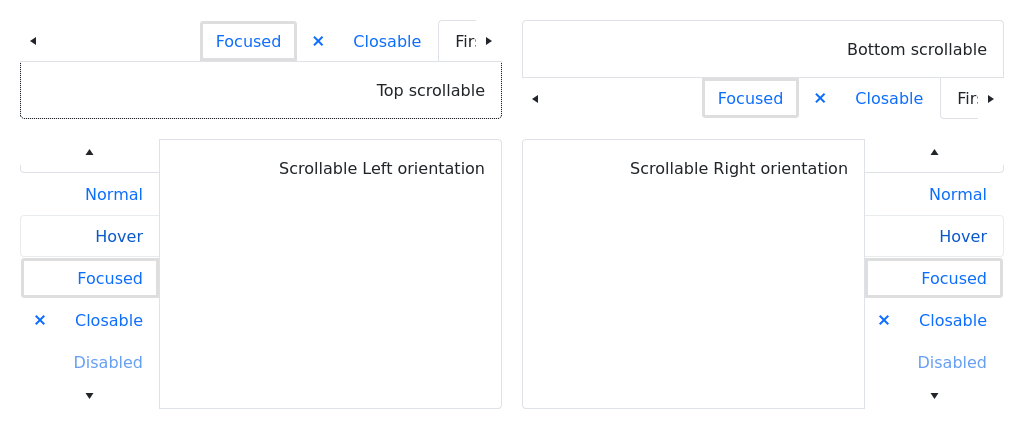 Focused
Closable
Firs
Top scrollable
Bottom scrollable
Focused
Closable
Firs
Scrollable Left orientation
Normal
Hover
Focused
Closable
Disabled
Scrollable Right orientation
Normal
Hover
Focused
Closable
Disabled